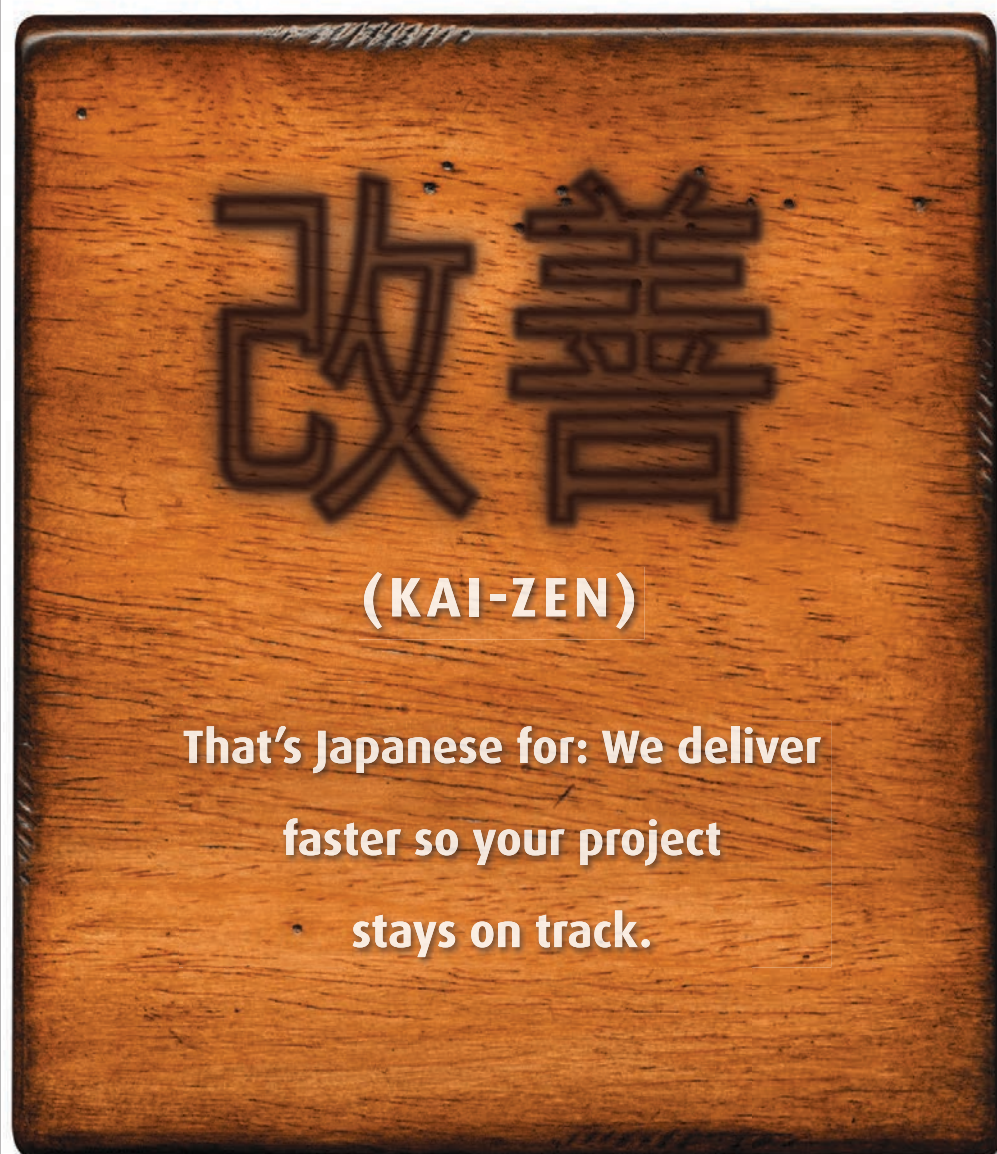 改善
(KAI-ZEN)
That's Japanese for: We deliver
faster so your project
stays on track.